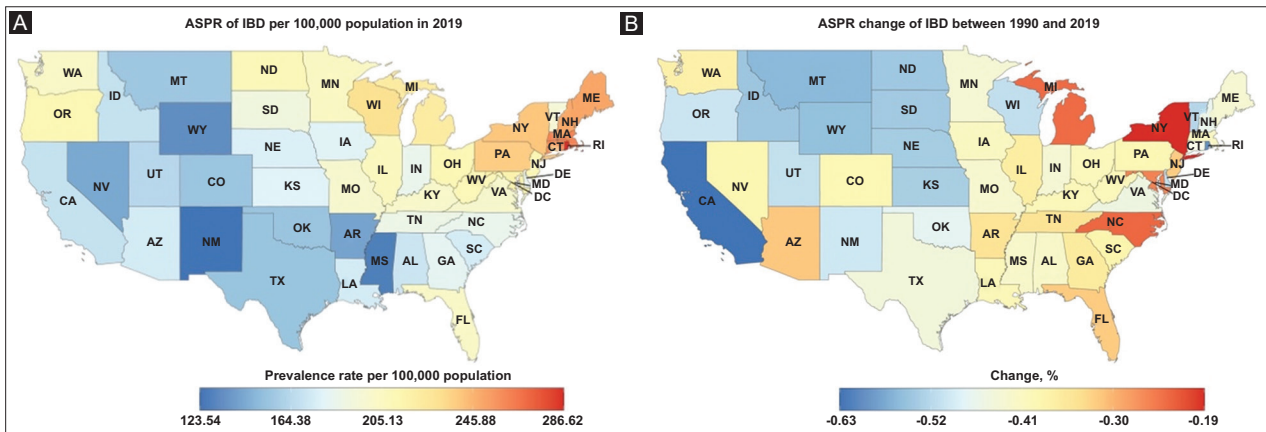 A
ASPR of IBD per 100,000 population in 2019
WA
MT
ND
MN
OR
ID
WY
SD
WI
MI
NY
VT
NH
ME
MA
CT
RI
NE
IA
PA
NJ
NV
UT
CO
KS
MO
IL
IN
OH
WV
VA
DE
MD
DC
KY
CA
AZ
NM
OK
AR
TN
NC
SC
TX
LA
MS
AL
GA
FL
Prevalence rate per 100,000 population
123.54 164.38 205.13 245.88 286.62
B
ASPR change of IBD between 1990 and 2019
WA
MT
ND
MN
OR
ID
WY
SD
WI
MI
NY
VT
NH
ME
MA
CT
RI
NE
IA
PA
NJ
NV
UT
CO
KS
MO
IL
IN
OH
WV
VA
DE
MD
DC
KY
CA
AZ
NM
OK
AR
TN
NC
SC
TX
LA
MS
AL
GA
FL
Change, %
-0.63 -0.52 -0.41 -0.30 -0.19